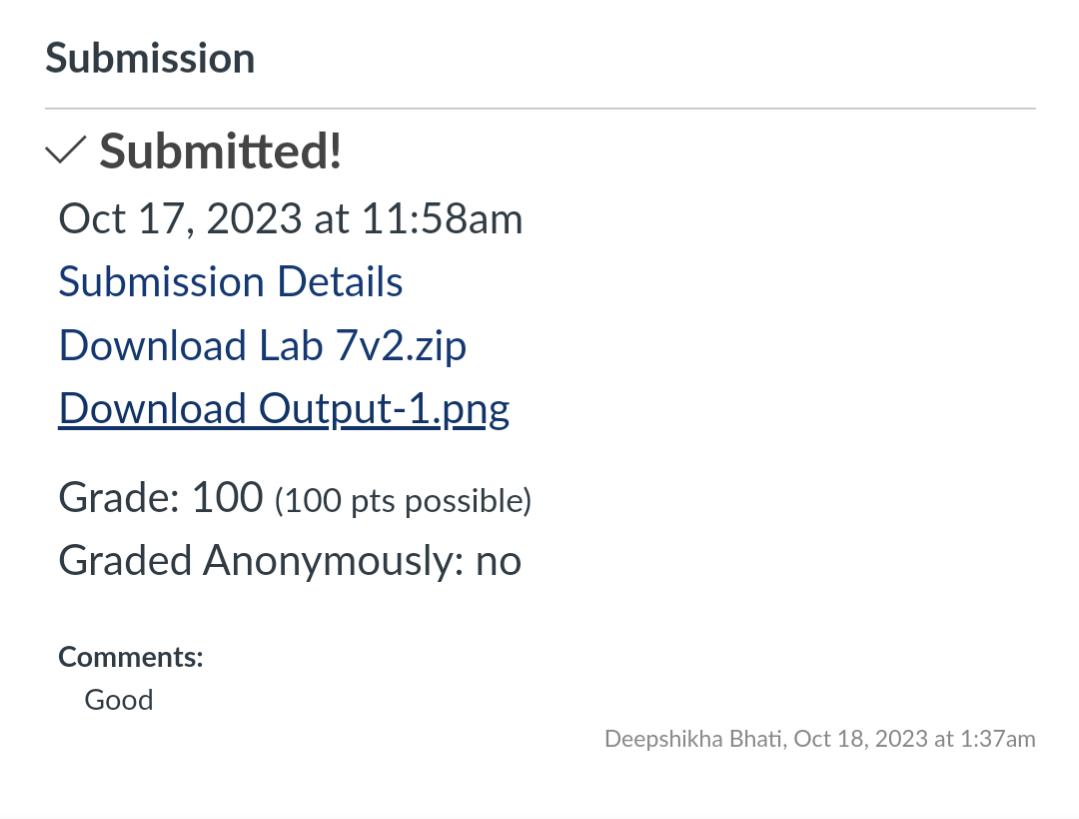 Submission
Submitted!
Oct 17, 2023 at 11:58am
Submission Details
Download Lab 7v2.zip
Download Output-1.png
Grade: 100 (100 pts possible)
Graded Anonymously: no
Comments:
Good
Deepshikha Bhati, Oct 18, 2023 at 1:37am